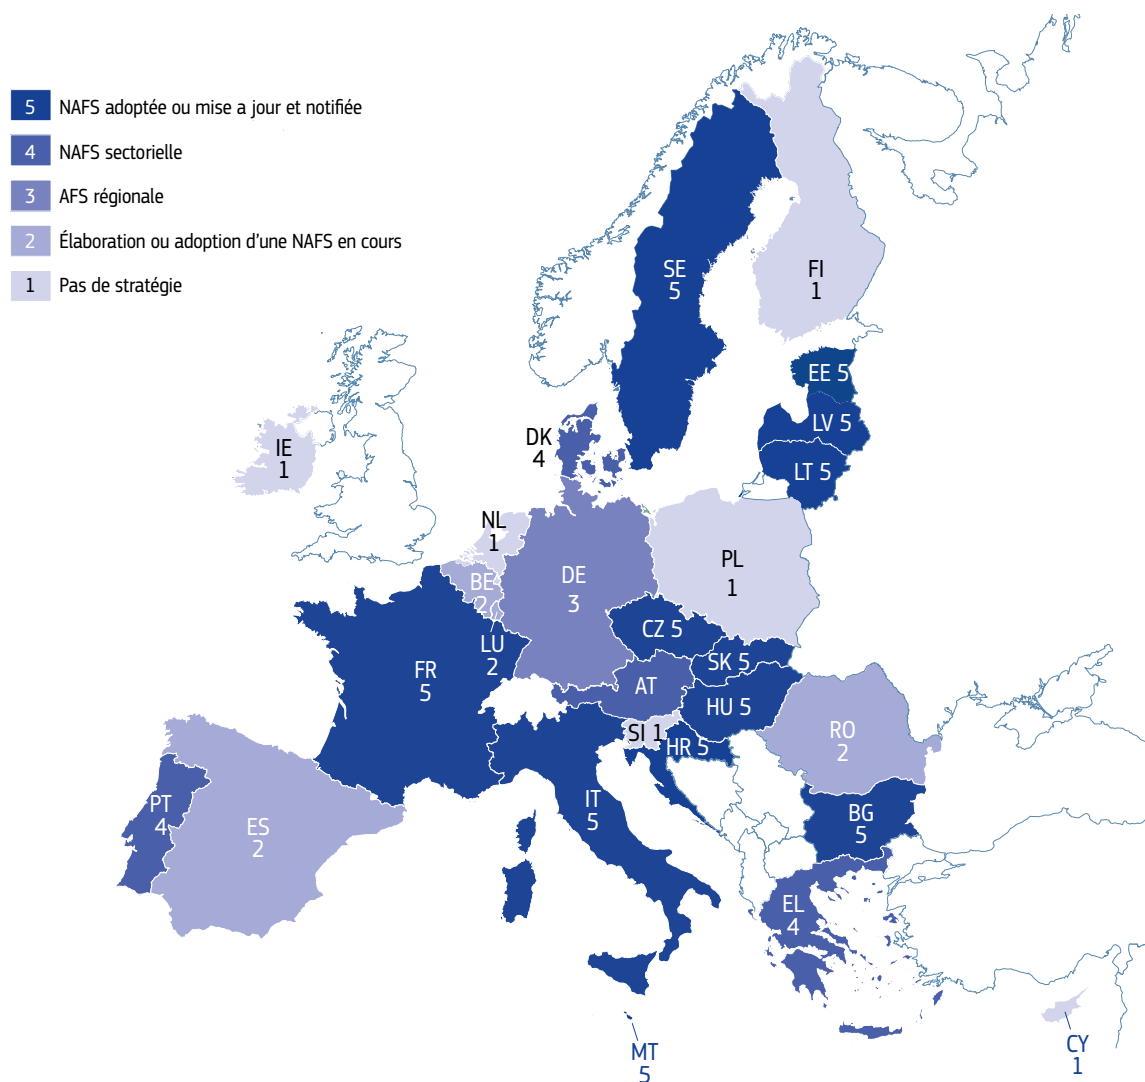 5 NAFS adoptée ou mise a jour et notifiée
4 NAFS sectorielle
3 AFS régionale
2 Élaboration ou adoption d'une NAFS en cours
1 Pas de stratégie
SE
5
FI
1
EE 5
LV 5
LT 5
DK
4
IE
1
NL
1
BE
2
DE
3
PL
1
LU
2
CZ 5
SK 5
FR
5
AT
HU 5
SI 1
HR 5
RO
2
IT
5
BG
5
PT
4
ES
2
EL
4
MT
5
CY
1